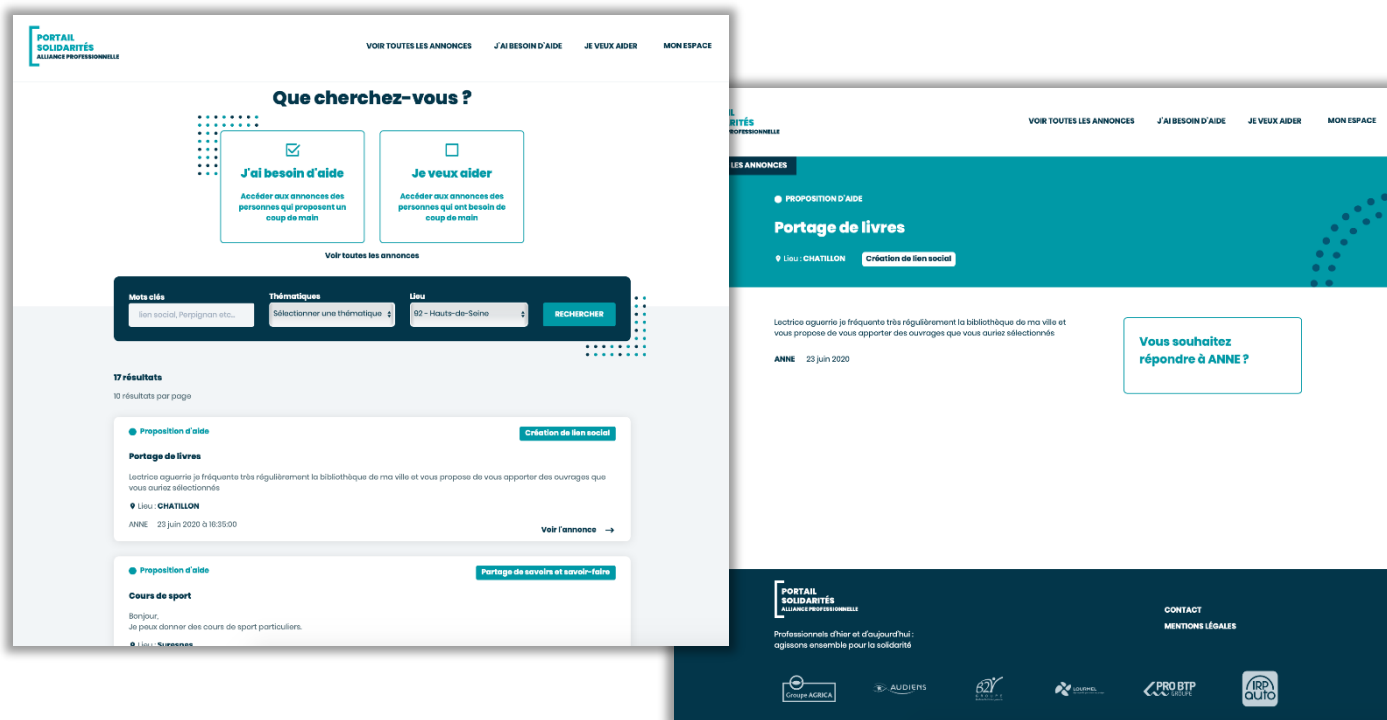 PORTAIL
SOLIDARITÉS
ALLIANCE PROFESSIONNELLE
VOIR TOUTES LES ANNONCES
J'AI BESOIN D'AIDE
JE VEUX AIDER
MON ESPACE
Que cherchez-vous ?
J'ai besoin d'aide
Accéder aux annonces des
personnes qui proposent un
coup de main
Je veux aider
Accéder aux annonces des
personnes qui ont besoin de
coup de main
Voir toutes les annonces
Mots clés
lien social, Perpignan etc...
Thématiques
Sélectionner une thématique
Lieu
92 - Hauts-de-Seine
RECHERCHER
17 résultats
10 résultats par page
Proposition d'aide
Création de lien social
Portage de livres
Lectrice aguerrie je fréquente très régulièrement la bibliothèque de ma ville et vous propose de vous apporter des ouvrages que
vous auriez sélectionnés
Lieu : CHATILLON
ANNE 23 juin 2020 à 16:35:00
Voir l'annonce →
Proposition d'aide
Partage de savoirs et savoir-faire
Cours de sport
Bonjour,
Je peux donner des cours de sport particuliers.
Lieu : Suresnes
L
RITÉS
PROFESSIONNELLE
VOIR TOUTES LES ANNONCES
J'AI BESOIN D'AIDE
JE VEUX AIDER
MON ESPACE
LES ANNONCES
PROPOSITION D'AIDE
Portage de livres
Lieu : CHATILLON
Création de lien social
Lectrice aguerrie je fréquente très régulièrement la bibliothèque de ma ville et
vous propose de vous apporter des ouvrages que vous auriez sélectionnés
ANNE 23 juin 2020
Vous souhaitez
répondre à ANNE ?
PORTAIL
SOLIDARITÉS
ALLIANCE PROFESSIONNELLE
Professionnels d'hier et d'aujourd'hui :
agissons ensemble pour la solidarité
CONTACT
MENTIONS LÉGALES
Groupe AGRICA
AUDIENS
B2V
GROUPE
LOURMEL
PRO BTP
GROUPE
IRP
auto